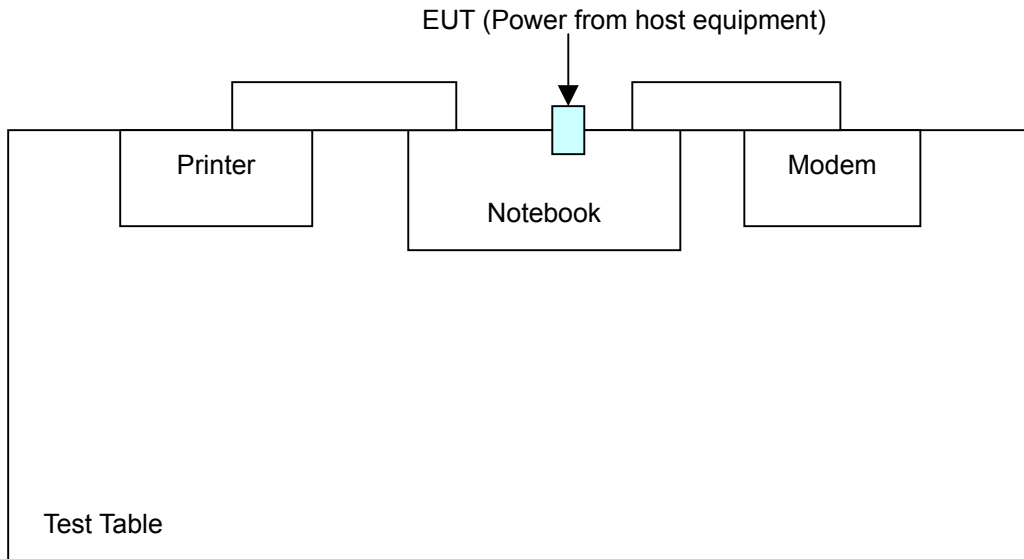 EUT (Power from host equipment)
Printer
Modem
Notebook
Test Table